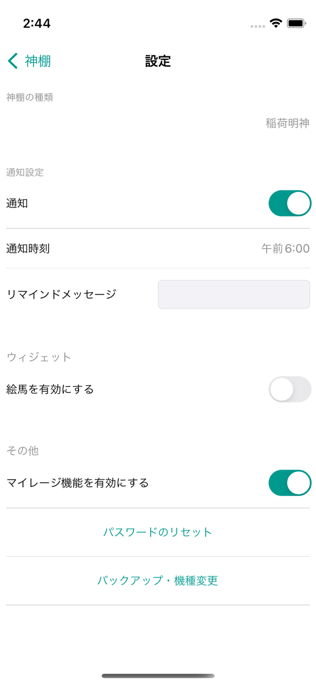 2:44
神棚
設定
神棚の種類
稲荷明神
通知設定
通知
通知時刻 午前6:00
リマインドメッセージ
ウィジェット
絵馬を有効にする
その他
マイレージ機能を有効にする
パスワードのリセット
バックアップ・機種変更